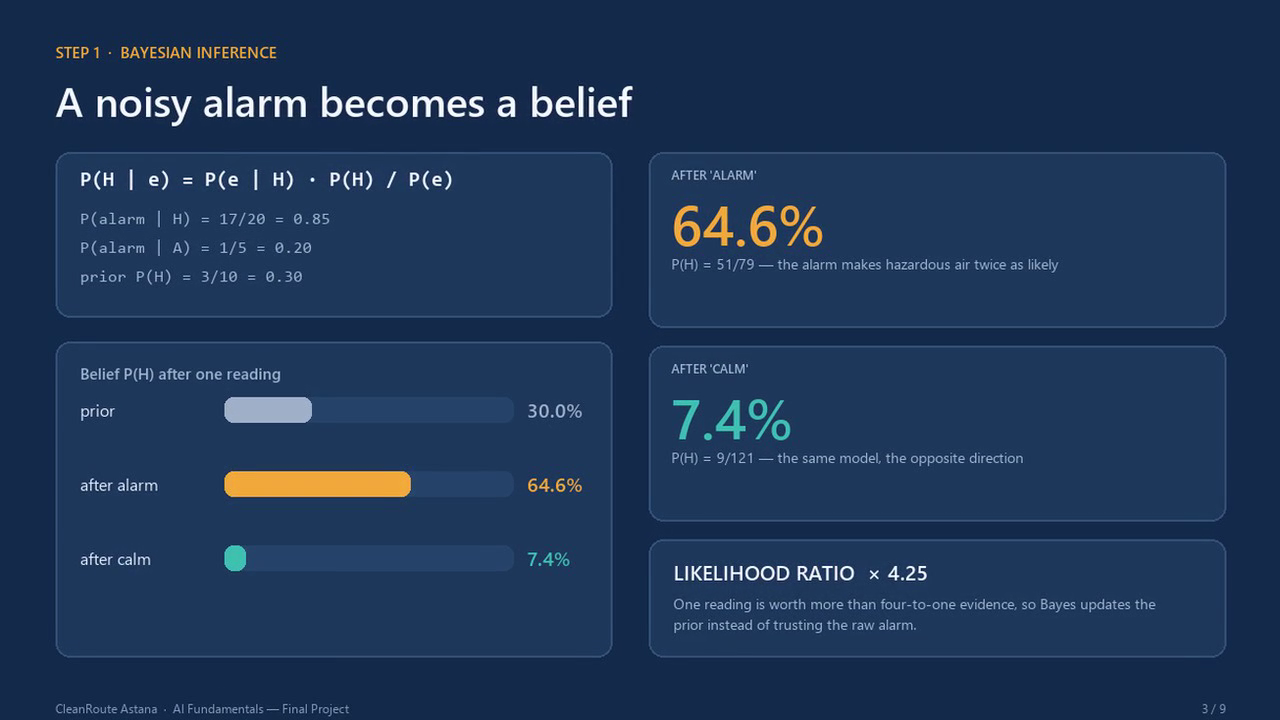 STEP 1 · BAYESIAN INFERENCE
A noisy alarm becomes a belief
P(H | e) = P(e | H) · P(H) / P(e)
P(alarm | H) = 17/20 = 0.85
P(alarm | A) = 1/5 = 0.20
prior P(H) = 3/10 = 0.30
Belief P(H) after one reading
prior 30.0%
after alarm 64.6%
after calm 7.4%
AFTER 'ALARM'
64.6%
P(H) = 51/79 — the alarm makes hazardous air twice as likely
AFTER 'CALM'
7.4%
P(H) = 9/121 — the same model, the opposite direction
LIKELIHOOD RATIO × 4.25
One reading is worth more than four-to-one evidence, so Bayes updates the
prior instead of trusting the raw alarm.
CleanRoute Astana · AI Fundamentals — Final Project
3 / 9